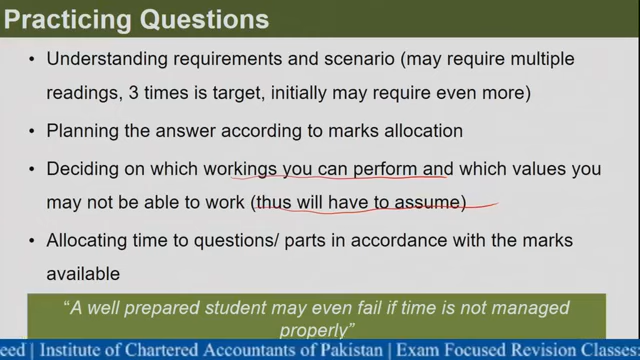 Practicing Questions
• Understanding requirements and scenario (may require multiple
readings, 3 times is target, initially may require even more)
• Planning the answer according to marks allocation
• Deciding on which workings you can perform and which values you
may not be able to work (thus will have to assume)
• Allocating time to questions/ parts in accordance with the marks
available
“A well prepared student may even fail if time is not managed
properly”
eed | Institute of Chartered Accountants of Pakistan | Exam Focused Revision Classes